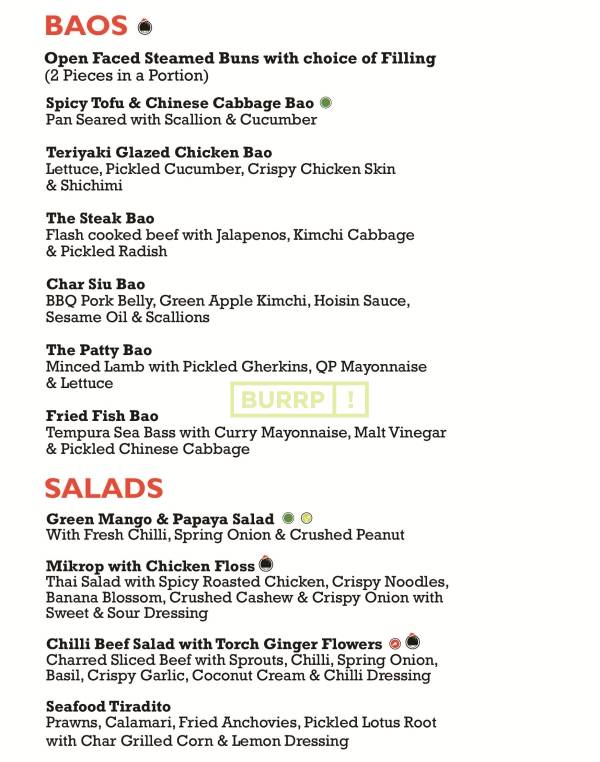 BAOS
Open Faced Steamed Buns with choice of Filling
(2 Pieces in a Portion)
Spicy Tofu & Chinese Cabbage Bao
Pan Seared with Scallion & Cucumber
Teriyaki Glazed Chicken Bao
Lettuce, Pickled Cucumber, Crispy Chicken Skin
& Shichimi
The Steak Bao
Flash cooked beef with Jalapenos, Kimchi Cabbage
& Pickled Radish
Char Siu Bao
BBQ Pork Belly, Green Apple Kimchi, Hoisin Sauce,
Sesame Oil & Scallions
The Patty Bao
Minced Lamb with Pickled Gherkins, QP Mayonnaise
& Lettuce
BURRP!
Fried Fish Bao
Tempura Sea Bass with Curry Mayonnaise, Malt Vinegar
& Pickled Chinese Cabbage
SALADS
Green Mango & Papaya Salad
With Fresh Chilli, Spring Onion & Crushed Peanut
Mikrop with Chicken Floss
Thai Salad with Spicy Roasted Chicken, Crispy Noodles,
Banana Blossom, Crushed Cashew & Crispy Onion with
Sweet & Sour Dressing
Chilli Beef Salad with Torch Ginger Flowers
Charred Sliced Beef with Sprouts, Chilli, Spring Onion,
Basil, Crispy Garlic, Coconut Cream & Chilli Dressing
Seafood Tiradito
Prawns, Calamari, Fried Anchovies, Pickled Lotus Root
with Char Grilled Corn & Lemon Dressing